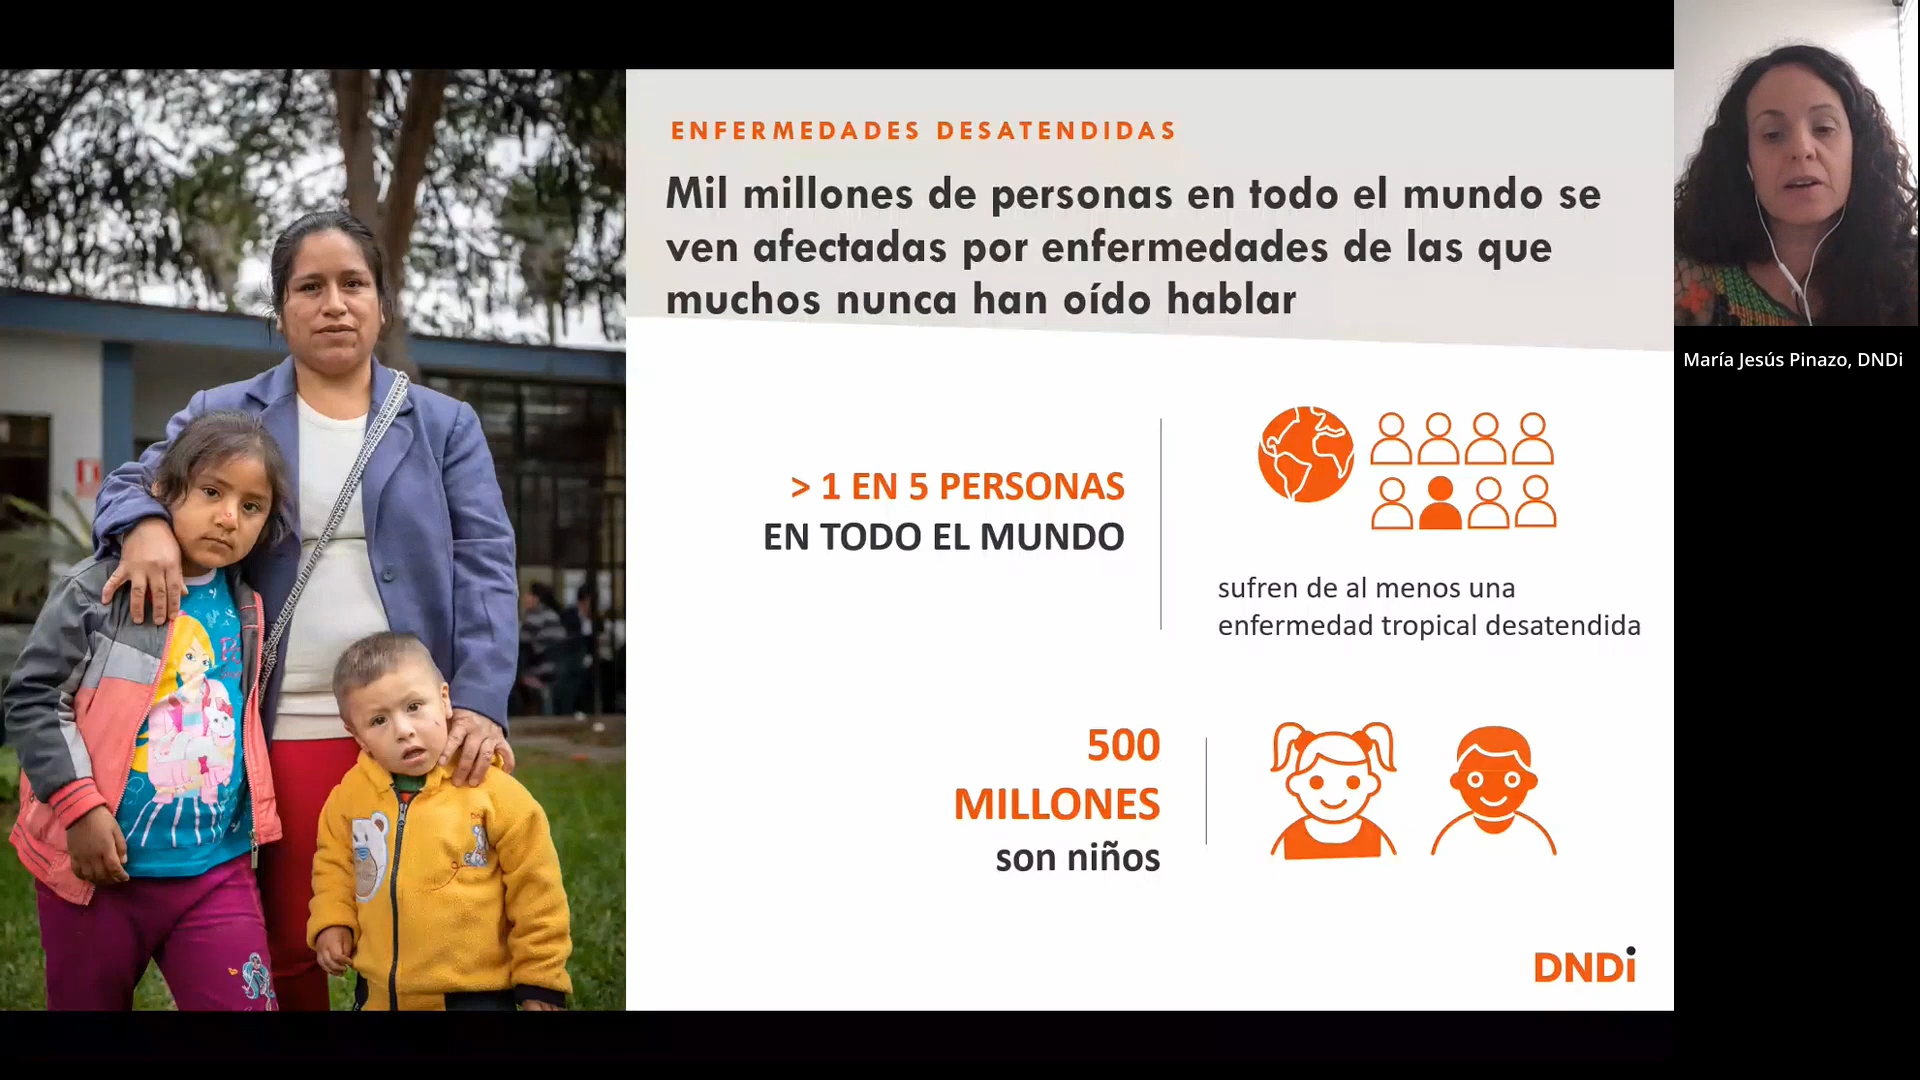 ENFERMEDADES DESATENDIDAS
Mil millones de personas en todo el mundo se
ven afectadas por enfermedades de las que
muchos nunca han oído hablar
> 1 EN 5 PERSONAS
EN TODO EL MUNDO
sufren de al menos una
enfermedad tropical desatendida
500
MILLONES
son niños
DNDi
María Jesús Pinazo, DNDi